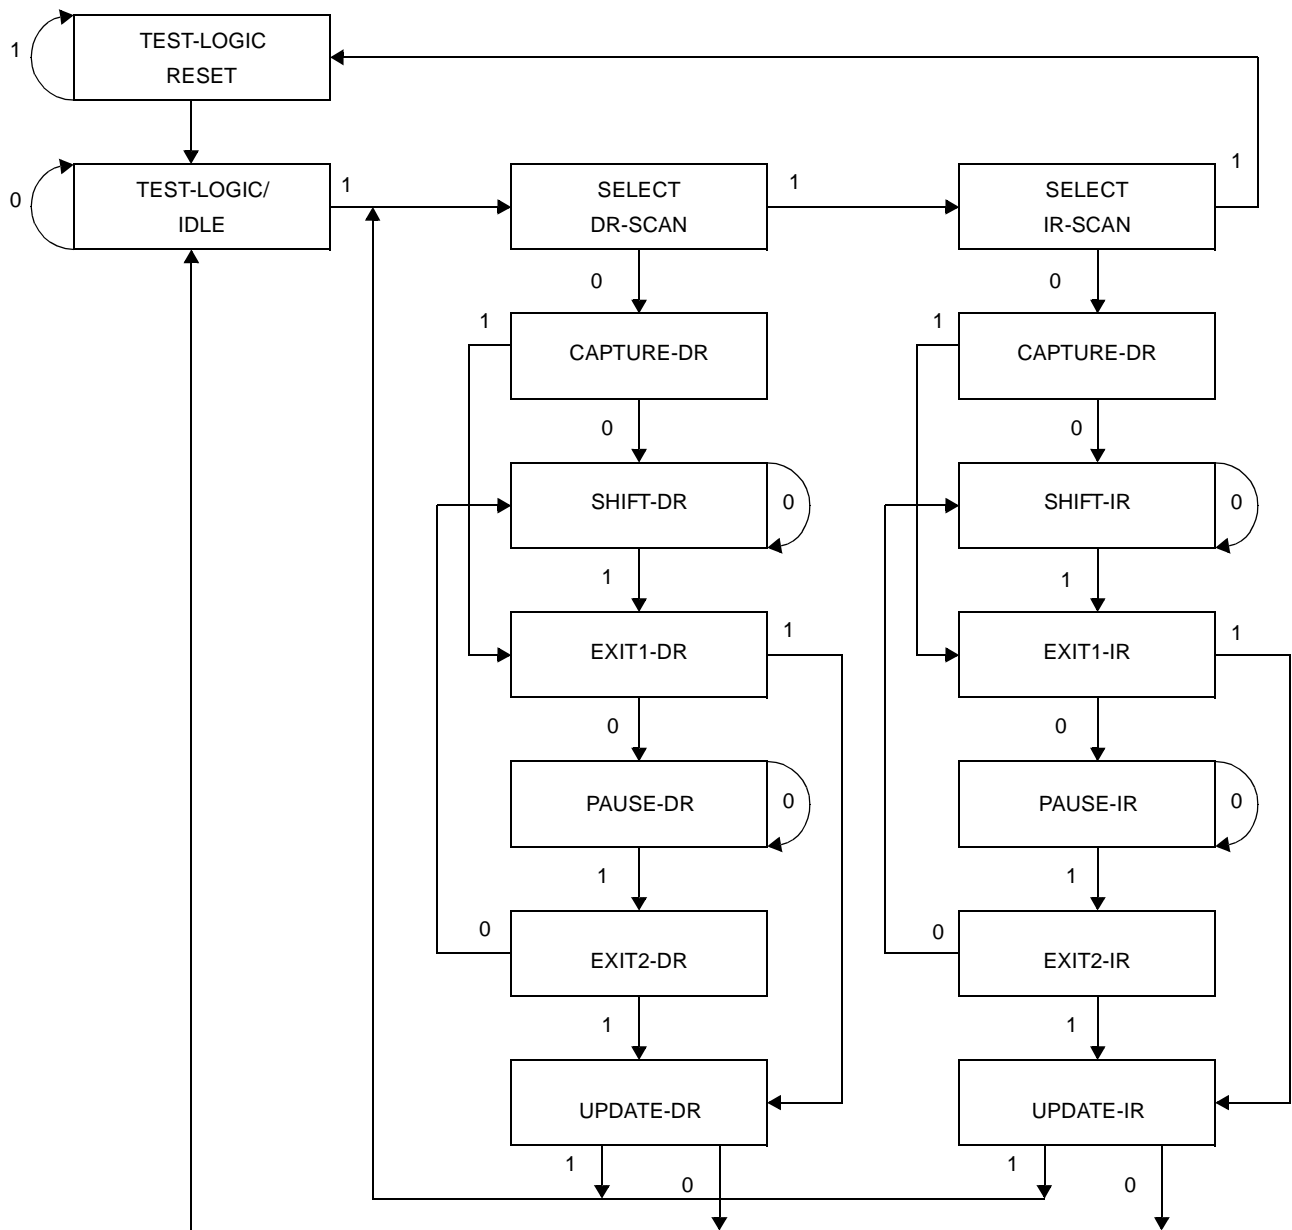 TEST-LOGIC
RESET
1
TEST-LOGIC/
IDLE
0
1
SELECT
DR-SCAN
1
SELECT
IR-SCAN
1
0
0
1
CAPTURE-DR
1
CAPTURE-DR
0
0
SHIFT-DR
0
SHIFT-IR
0
1
1
EXIT1-DR
1
EXIT1-IR
1
0
0
PAUSE-DR
0
PAUSE-IR
0
1
1
0
EXIT2-DR
0
EXIT2-IR
1
1
UPDATE-DR
UPDATE-IR
1
0
1
0